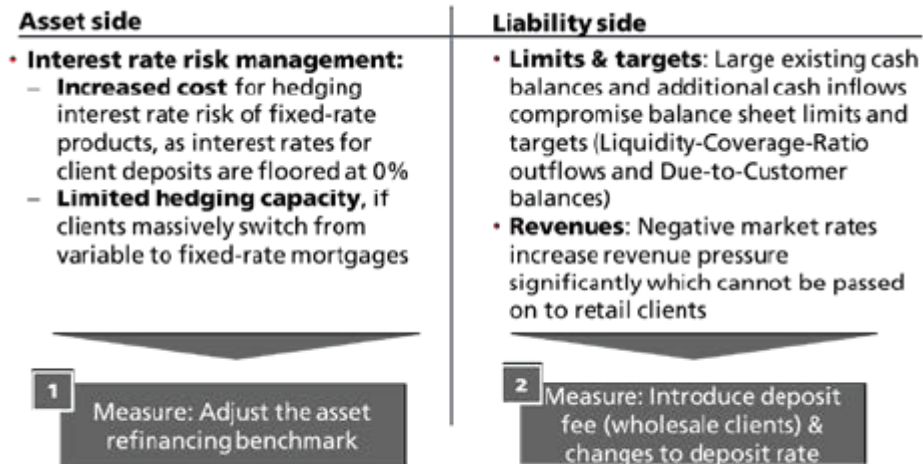 Asset side
• Interest rate risk management:
– Increased cost for hedging
interest rate risk of fixed-rate
products, as interest rates for
client deposits are floored at 0%
– Limited hedging capacity, if
clients massively switch from
variable to fixed-rate mortgages
1
Measure: Adjust the asset
refinancing benchmark
Liability side
• Limits & targets: Large existing cash
balances and additional cash inflows
compromise balance sheet limits and
targets (Liquidity-Coverage-Ratio
outflows and Due-to-Customer
balances)
• Revenues: Negative market rates
increase revenue pressure
significantly which cannot be passed
on to retail clients
2
Measure: Introduce deposit
fee (wholesale clients) &
changes to deposit rate